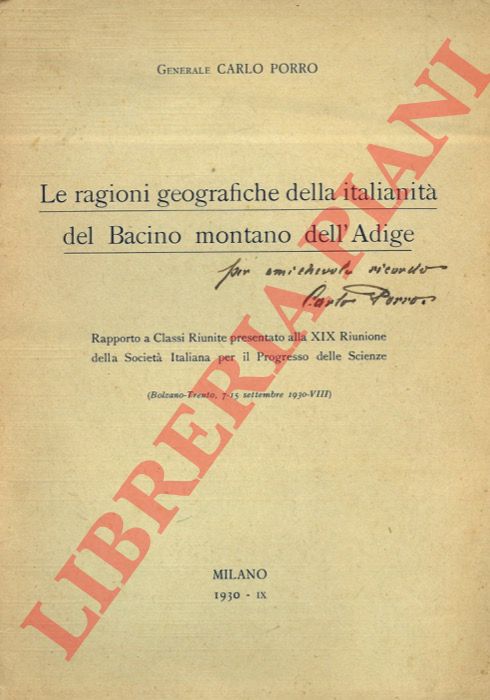 GENERALE CARLO PORRO
Le ragioni geografiche della italianità
del Bacino montano dell'Adige
per amichevole ricordo
Carlo Porro
Rapporto a Classi Riunite presentato alla XIX Riunione
della Società Italiana per il Progresso delle Scienze
(Bolzano-Trento, 7-15 settembre 1930-VIII)
MILANO
1930 - IX
LIBRERIA PIANI